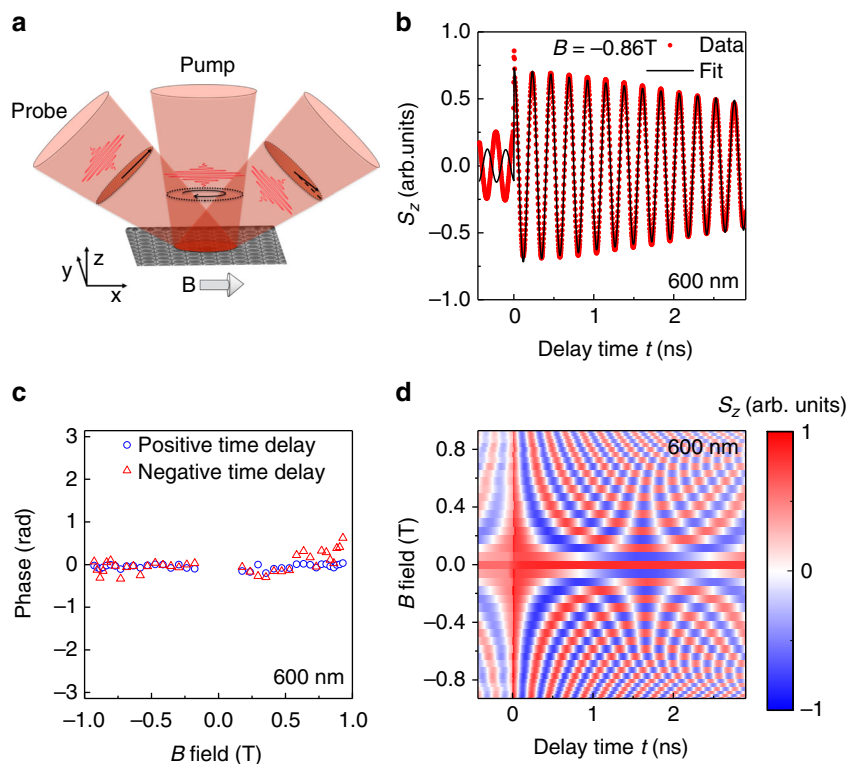 a
Pump
Probe
z
y
x
B
b
B = −0.86T
Data
Fit
1.0
0.5
0.0
−0.5
−1.0
S_z (arb.units)
600 nm
0
1
2
Delay time t (ns)
c
3
2
1
0
−1
−2
−3
Phase (rad)
Positive time delay
Negative time delay
600 nm
−1.0
−0.5
0.0
0.5
1.0
B field (T)
d
S_z (arb. units)
0.8
0.4
0.0
−0.4
−0.8
B field (T)
600 nm
0
1
2
Delay time t (ns)
1
0
−1